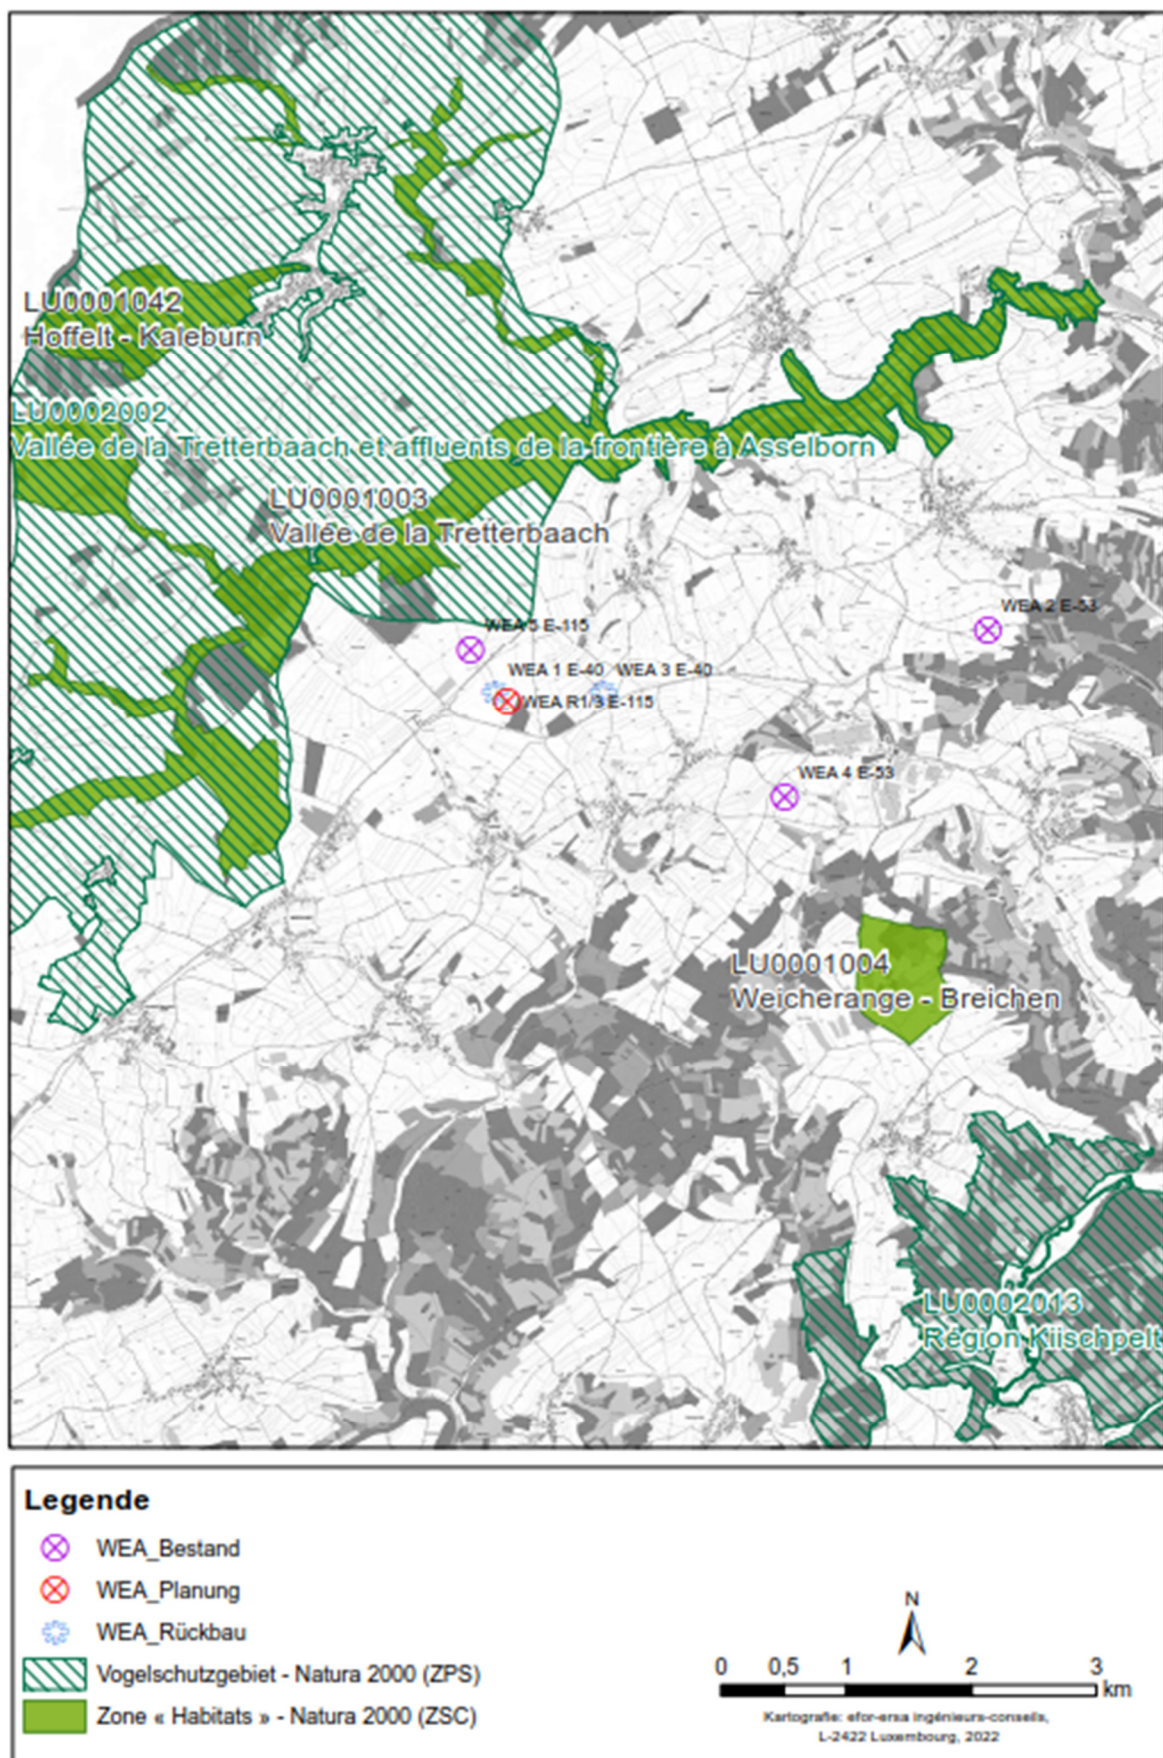 LU0001042
Hoffelt - Kaleburn
LU0002002
Vallée de la Tretterbaach et affluents de la frontière à Asselborn
LU0001003
Vallée de la Tretterbaach
WEA 2 E-53
WEA 5 E-115
WEA 1 E-40
WEA 3 E-40
WEA R1/3 E-115
WEA 4 E-53
LU0001004
Weicherange - Breichen
LU0002013
Région Kiischpelt
Legende
WEA_Bestand
WEA_Planung
WEA_Rückbau
Vogelschutzgebiet - Natura 2000 (ZPS)
Zone « Habitats » - Natura 2000 (ZSC)
N
0 0,5 1 2 3
km
Kartografie: efor-ersa ingénieurs-conseils,
L-2422 Luxembourg, 2022